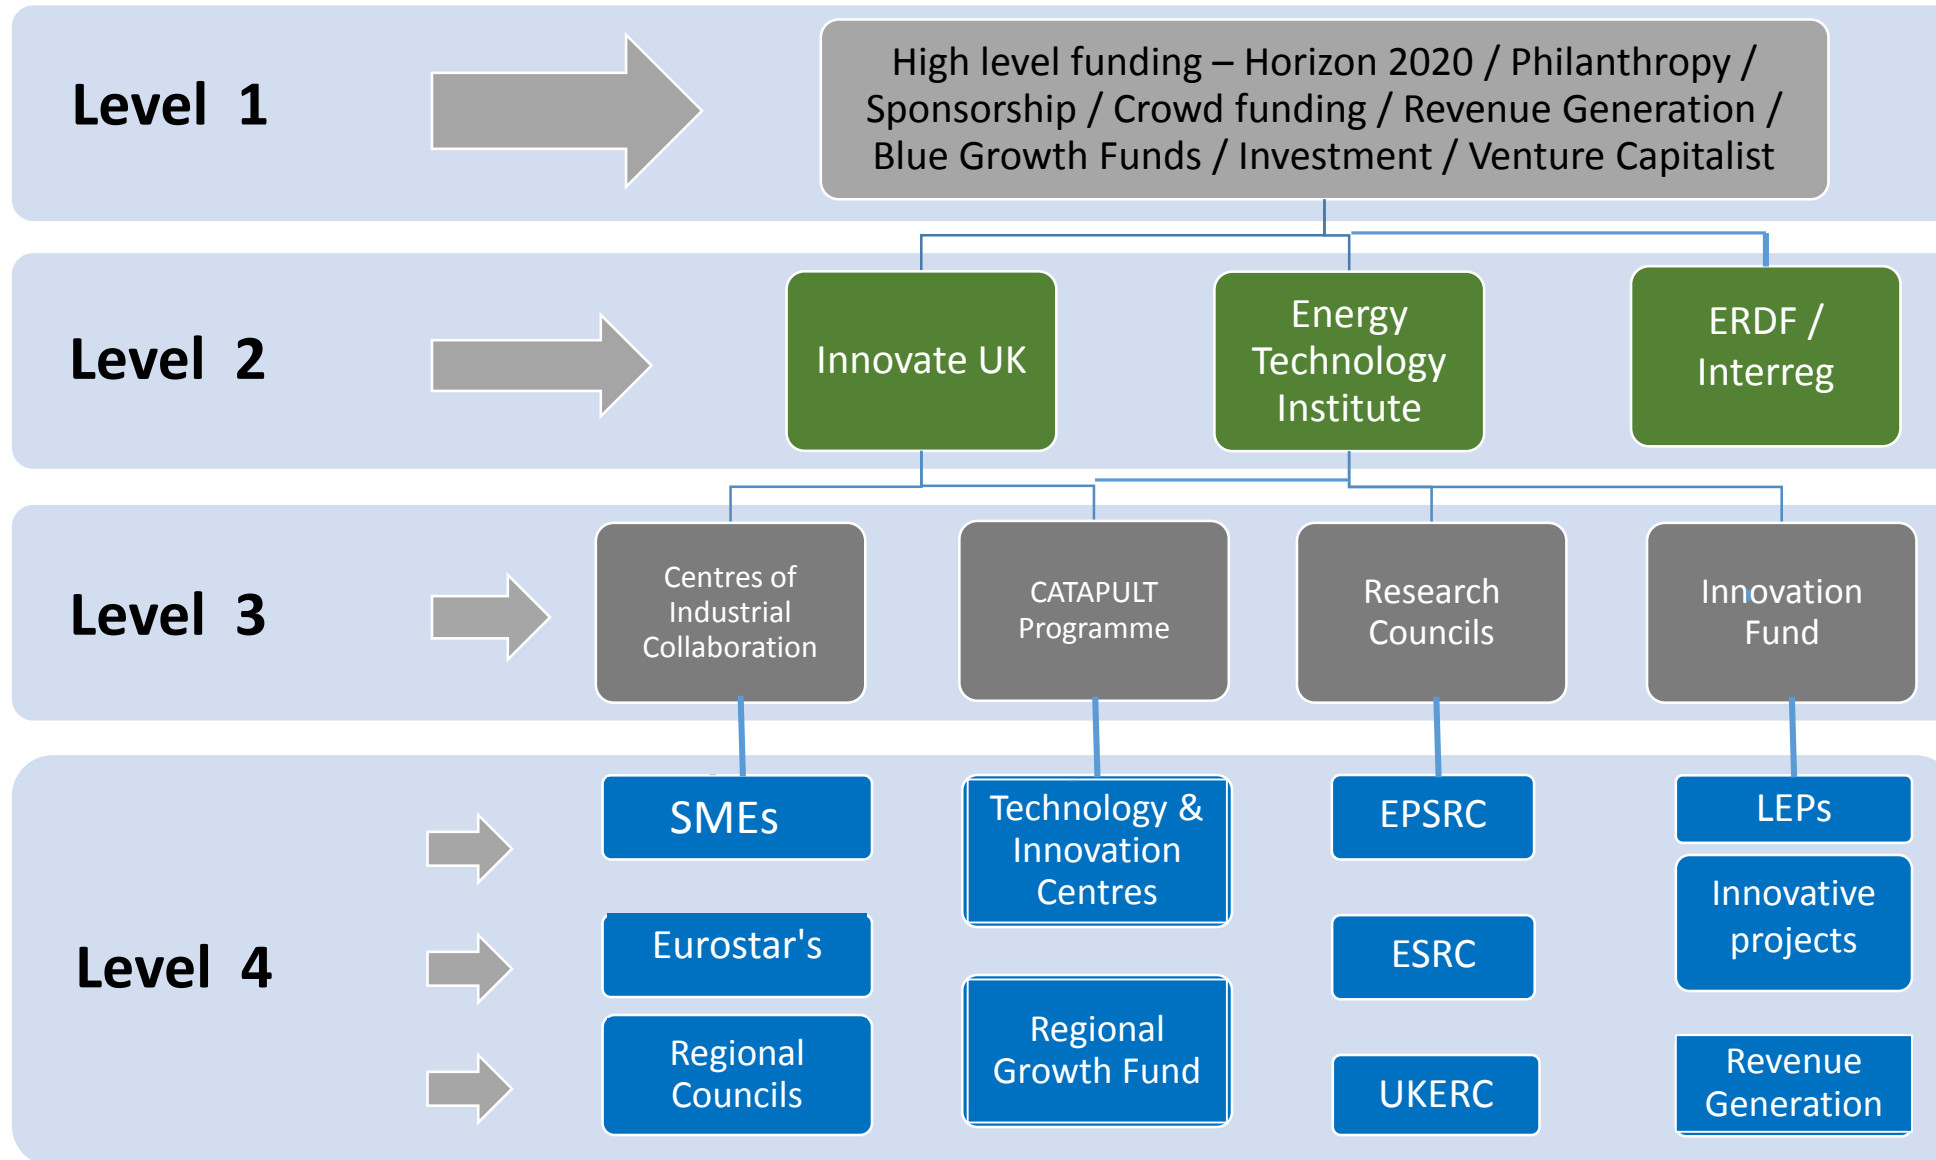 Level 1
High level funding – Horizon 2020 / Philanthropy /
Sponsorship / Crowd funding / Revenue Generation /
Blue Growth Funds / Investment / Venture Capitalist
Level 2
Innovate UK
Energy
Technology
Institute
ERDF /
Interreg
Level 3
Centres of
Industrial
Collaboration
CATAPULT
Programme
Research
Councils
Innovation
Fund
Level 4
SMEs
Eurostar's
Regional
Councils
Technology &
Innovation
Centres
Regional
Growth Fund
EPSRC
ESRC
UKERC
LEPs
Innovative
projects
Revenue
Generation